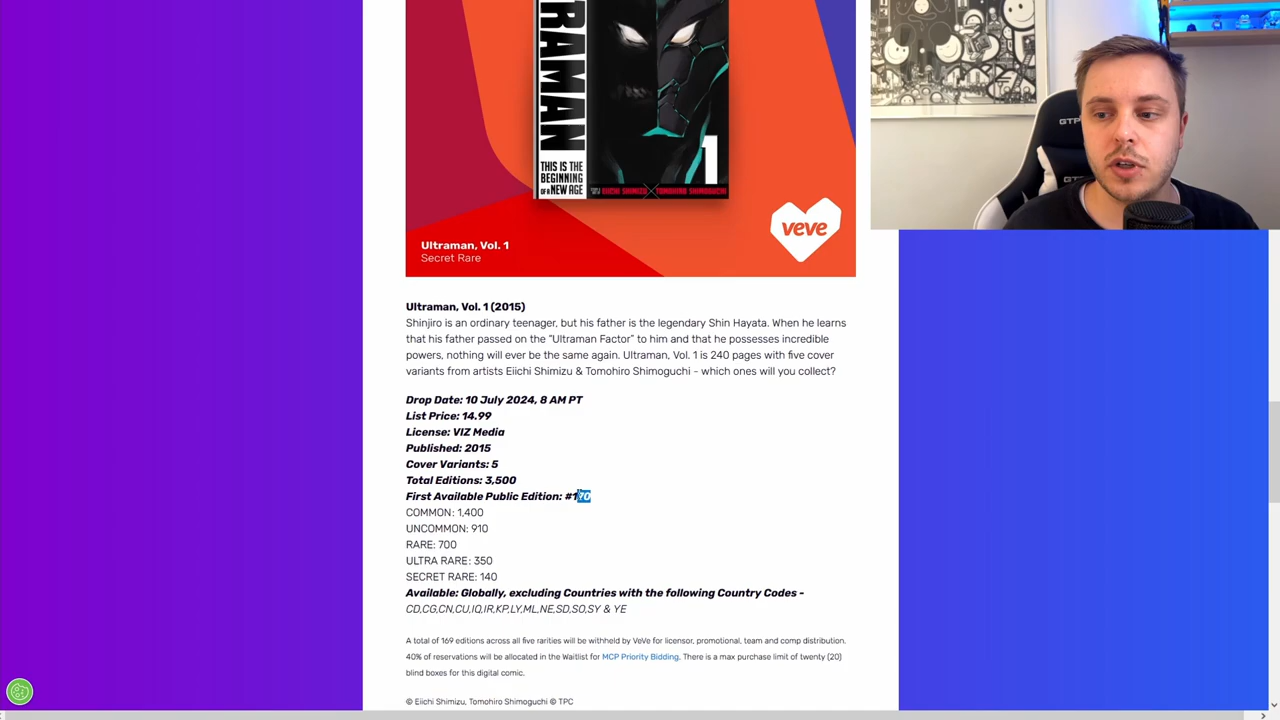 RAMAN
THIS IS THE
BEGINNING
OF A NEW AGE
1
EIICHI SHIMIZU X TOMOHIRO SHIMOGUCHI
veve
Ultraman, Vol. 1
Secret Rare
GTP
Ultraman, Vol. 1 (2015)
Shinjiro is an ordinary teenager, but his father is the legendary Shin Hayata. When he learns
that his father passed on the “Ultraman Factor” to him and that he possesses incredible
powers, nothing will ever be the same again. Ultraman, Vol. 1 is 240 pages with five cover
variants from artists Eiichi Shimizu & Tomohiro Shimoguchi - which ones will you collect?
Drop Date: 10 July 2024, 8 AM PT
List Price: 14.99
License: VIZ Media
Published: 2015
Cover Variants: 5
Total Editions: 3,500
First Available Public Edition: #170
COMMON: 1,400
UNCOMMON: 910
RARE: 700
ULTRA RARE: 350
SECRET RARE: 140
Available: Globally, excluding Countries with the following Country Codes -
CD,CG,CN,CU,IQ,IR,KP,LY,ML,NE,SD,SO,SY & YE
A total of 169 editions across all five rarities will be withheld by VeVe for licensor, promotional, team and comp distribution.
40% of reservations will be allocated in the Waitlist for MCP Priority Bidding. There is a max purchase limit of twenty (20)
blind boxes for this digital comic.
© Eiichi Shimizu, Tomohiro Shimoguchi © TPC